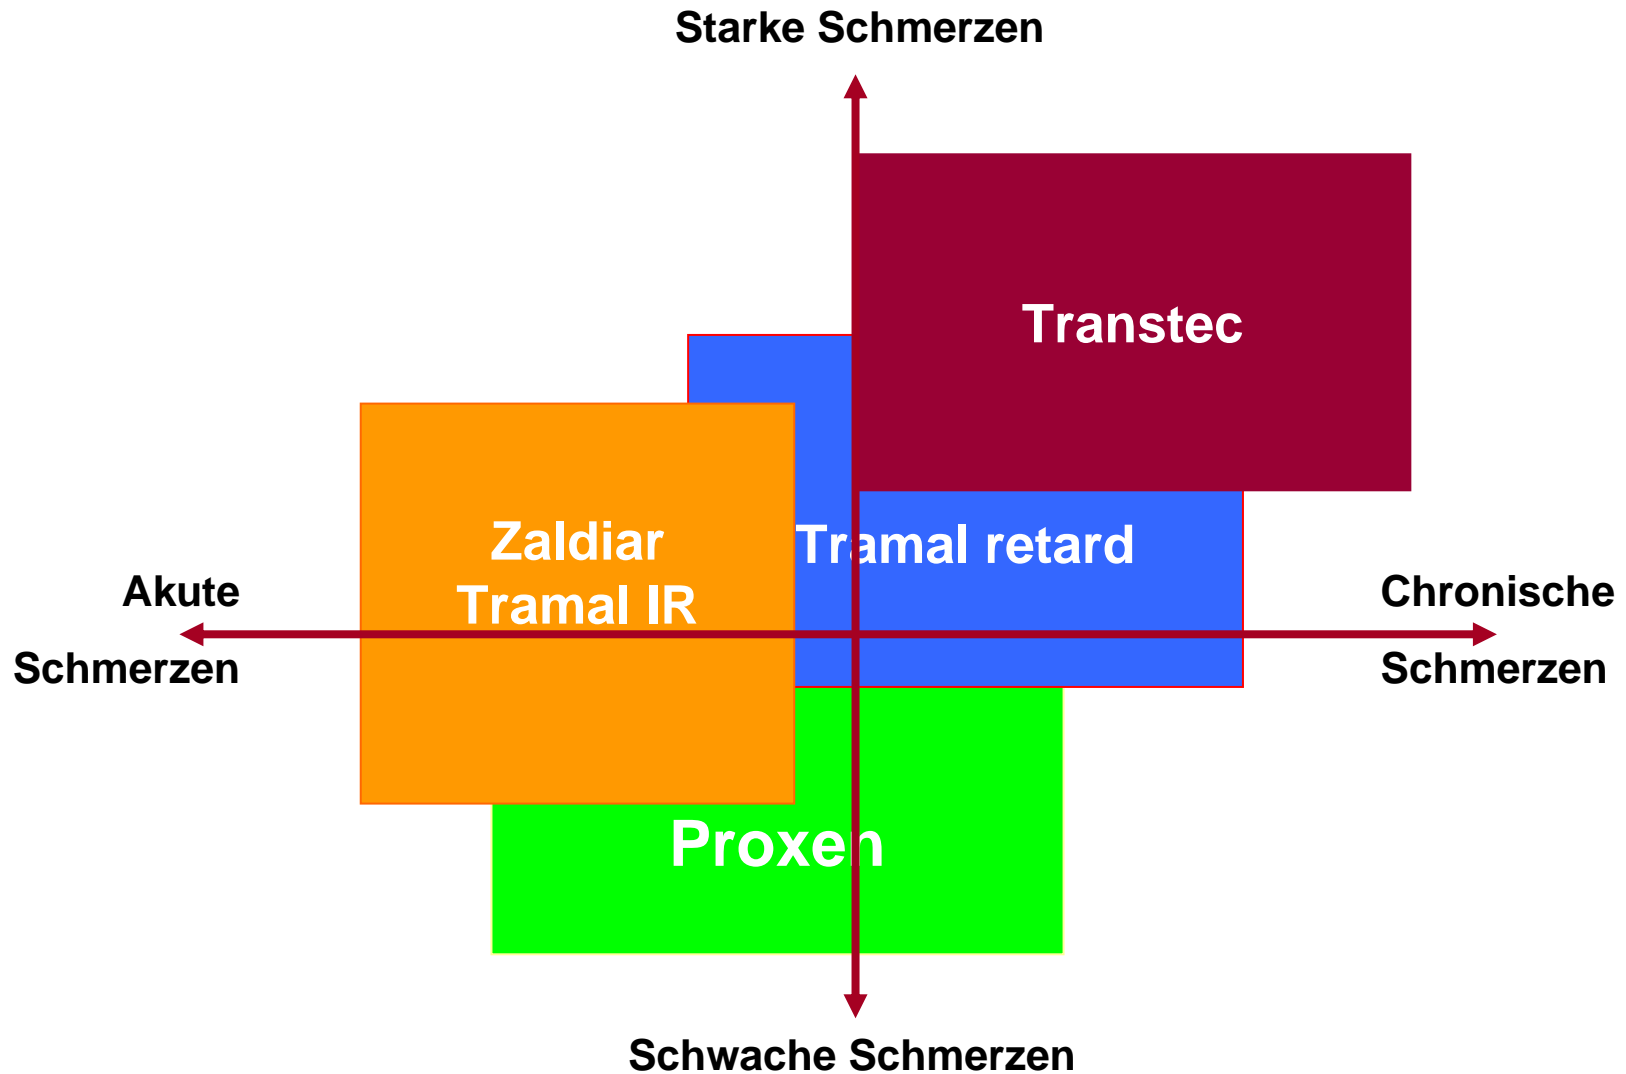 Starke Schmerzen
Transtec
Zaldiar
Tramal IR
Tramal retard
Akute
Schmerzen
Chronische
Schmerzen
Proxen
Schwache Schmerzen